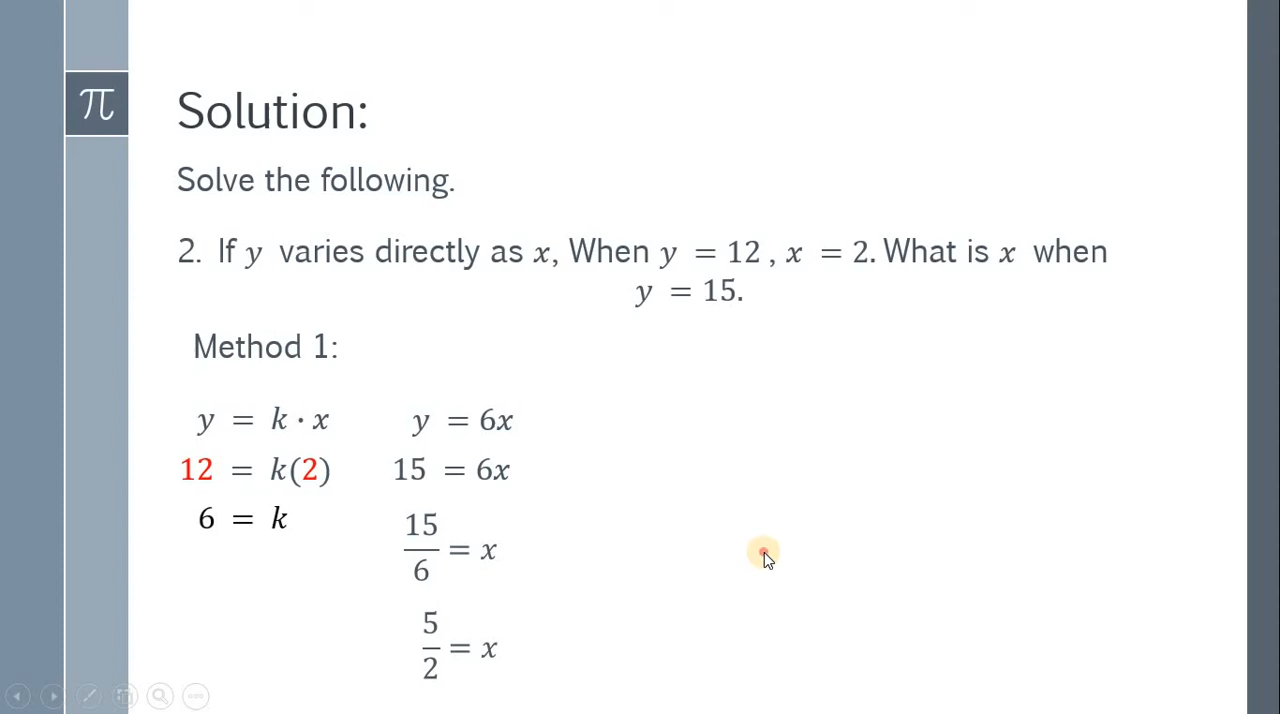 π
Solution:
Solve the following.
2. If y varies directly as x, When y = 12 , x = 2. What is x when
y = 15.
Method 1:
y = k · x
12 = k(2)
6 = k
y = 6x
15 = 6x
15/6 = x
5/2 = x